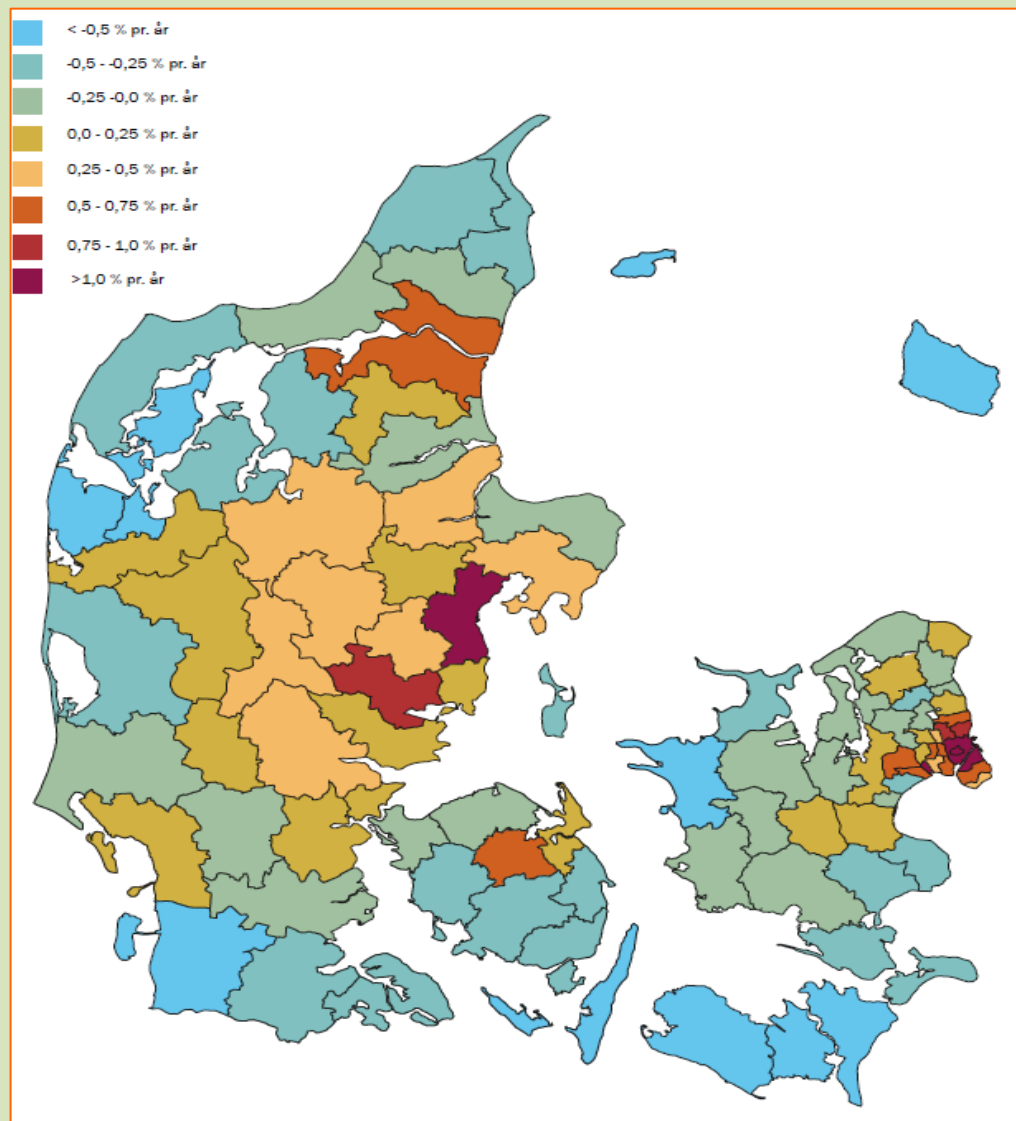 < -0,5 % pr. år
-0,5 - -0,25 % pr. år
-0,25 -0,0 % pr. år
0,0 - 0,25 % pr. år
0,25 - 0,5 % pr. år
0,5 - 0,75 % pr. år
0,75 - 1,0 % pr. år
>1,0 % pr. år